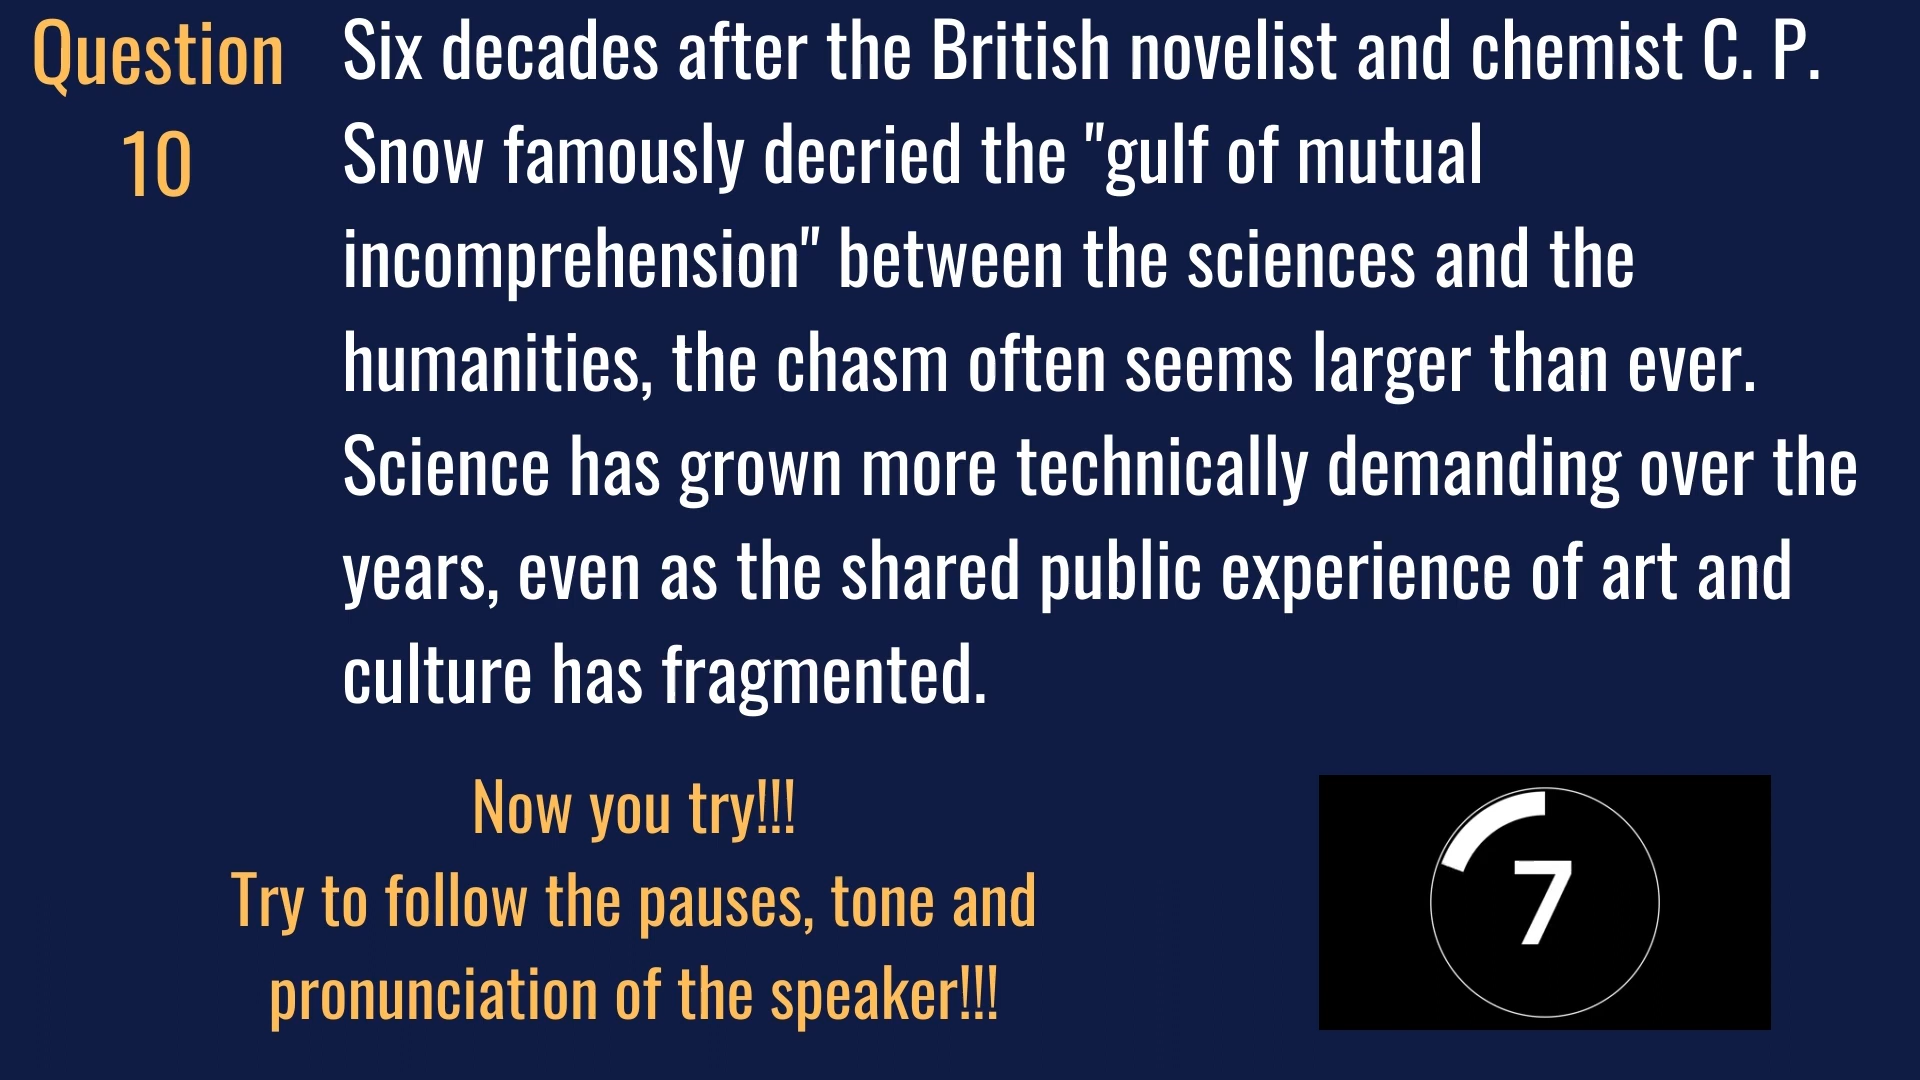 Question
10
Six decades after the British novelist and chemist C. P.
Snow famously decried the "gulf of mutual
incomprehension" between the sciences and the
humanities, the chasm often seems larger than ever.
Science has grown more technically demanding over the
years, even as the shared public experience of art and
culture has fragmented.
Now you try!!!
Try to follow the pauses, tone and
pronunciation of the speaker!!!
7